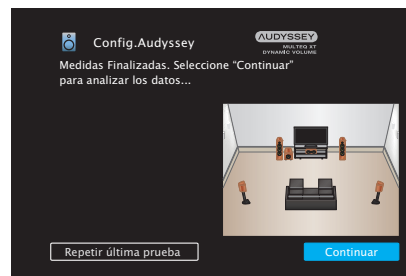 Config.Audyssey
AUDYSSEY
MULTEQ XT
DYNAMIC VOLUME
Medidas Finalizadas. Seleccione “Continuar”
para analizar los datos...
Repetir última prueba
Continuar